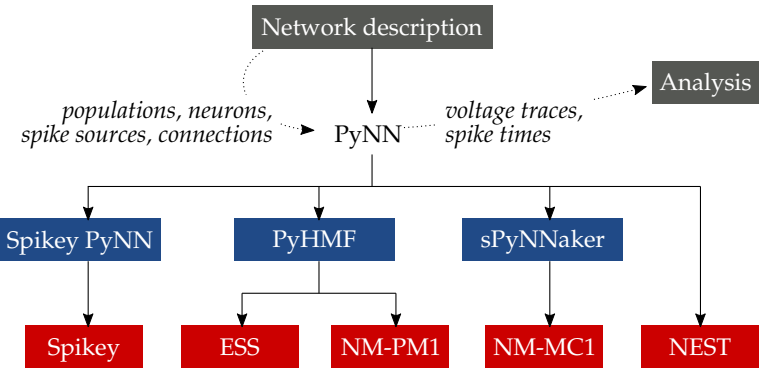 Network description
Analysis
populations, neurons,
spike sources, connections
voltage traces,
spike times
PyNN
Spikey PyNN
PyHMF
sPyNNaker
Spikey
ESS
NM-PM1
NM-MC1
NEST